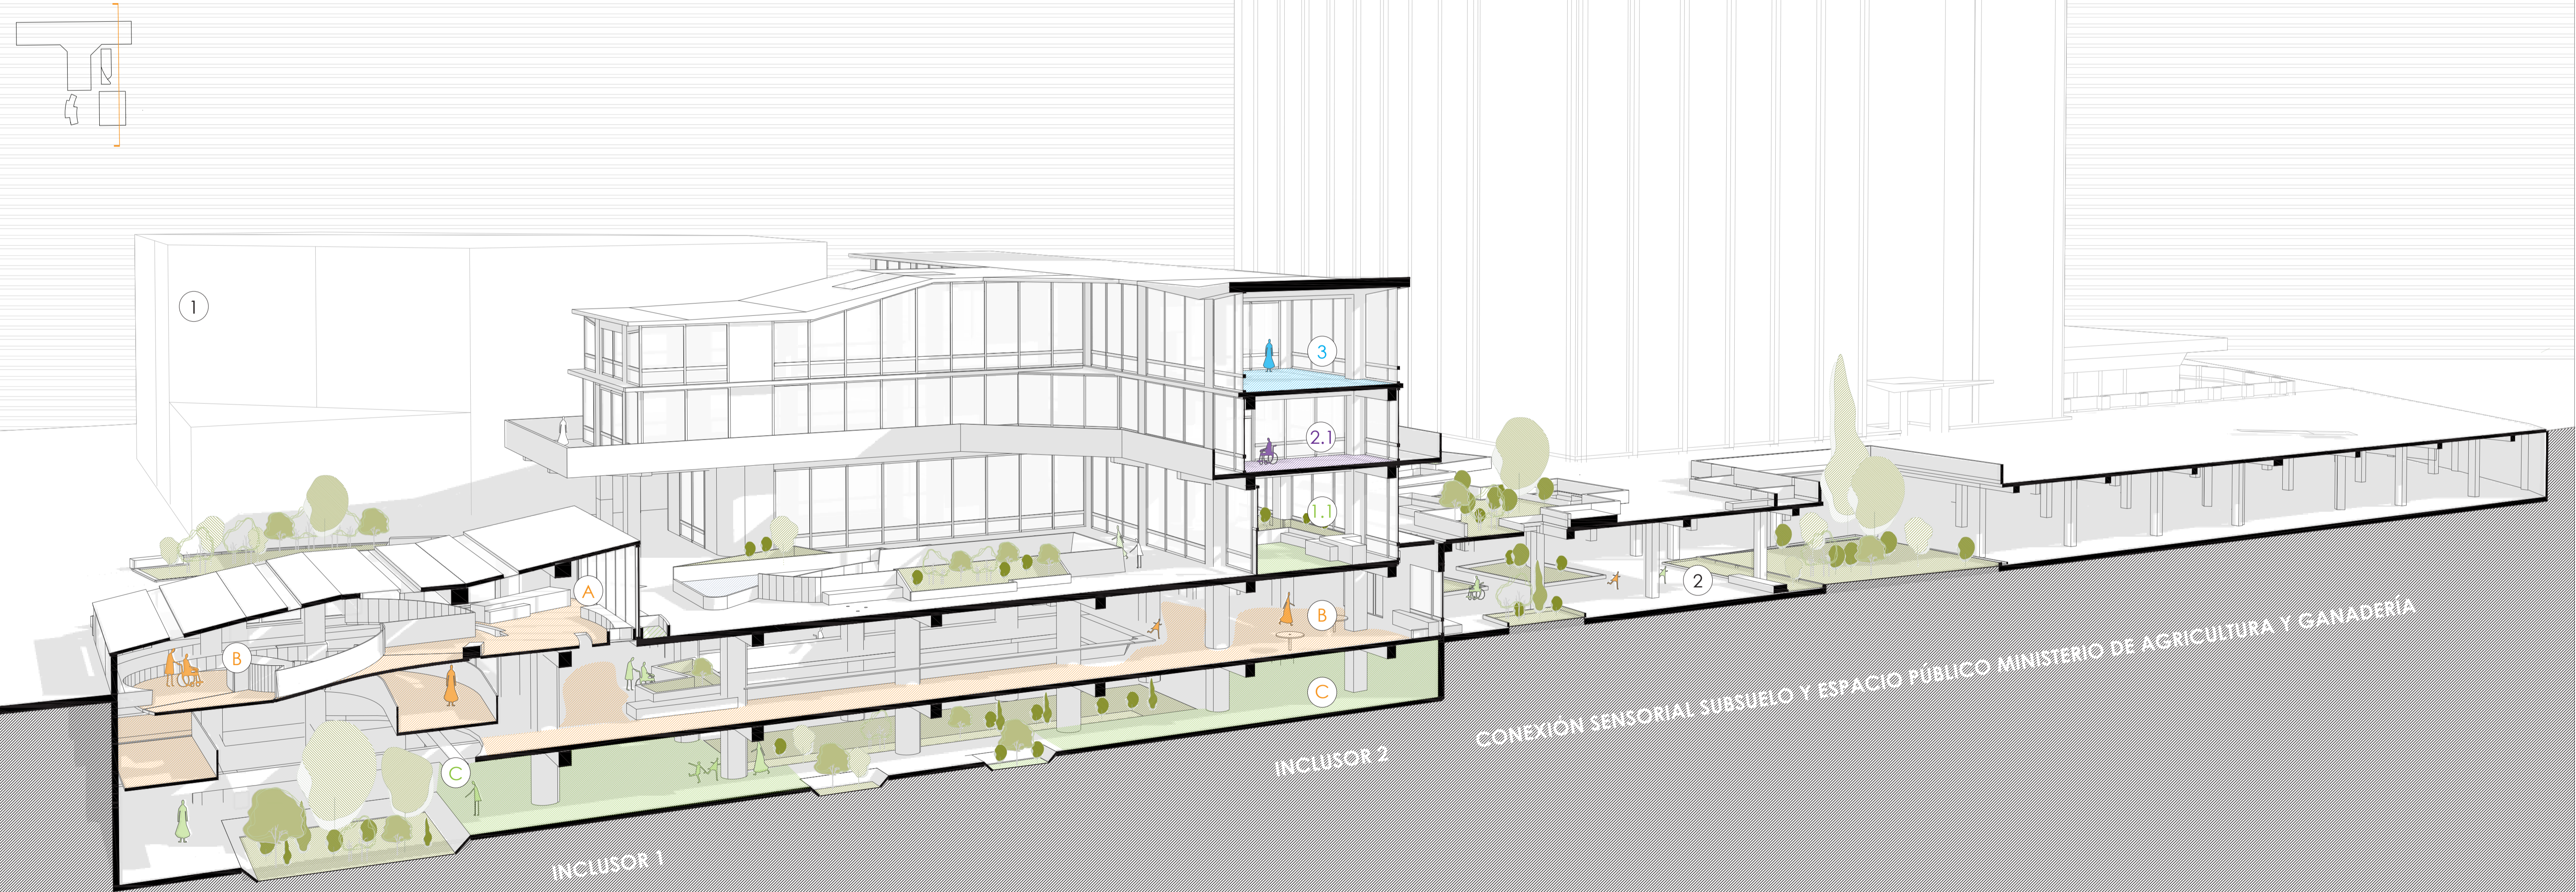 1
3
2.1
1.1
A
2
B
B
C
C
CONEXIÓN SENSORIAL SUBSUELO Y ESPACIO PÚBLICO MINISTERIO DE AGRICULTURA Y GANADERÍA
INCLUSOR 2
INCLUSOR 1